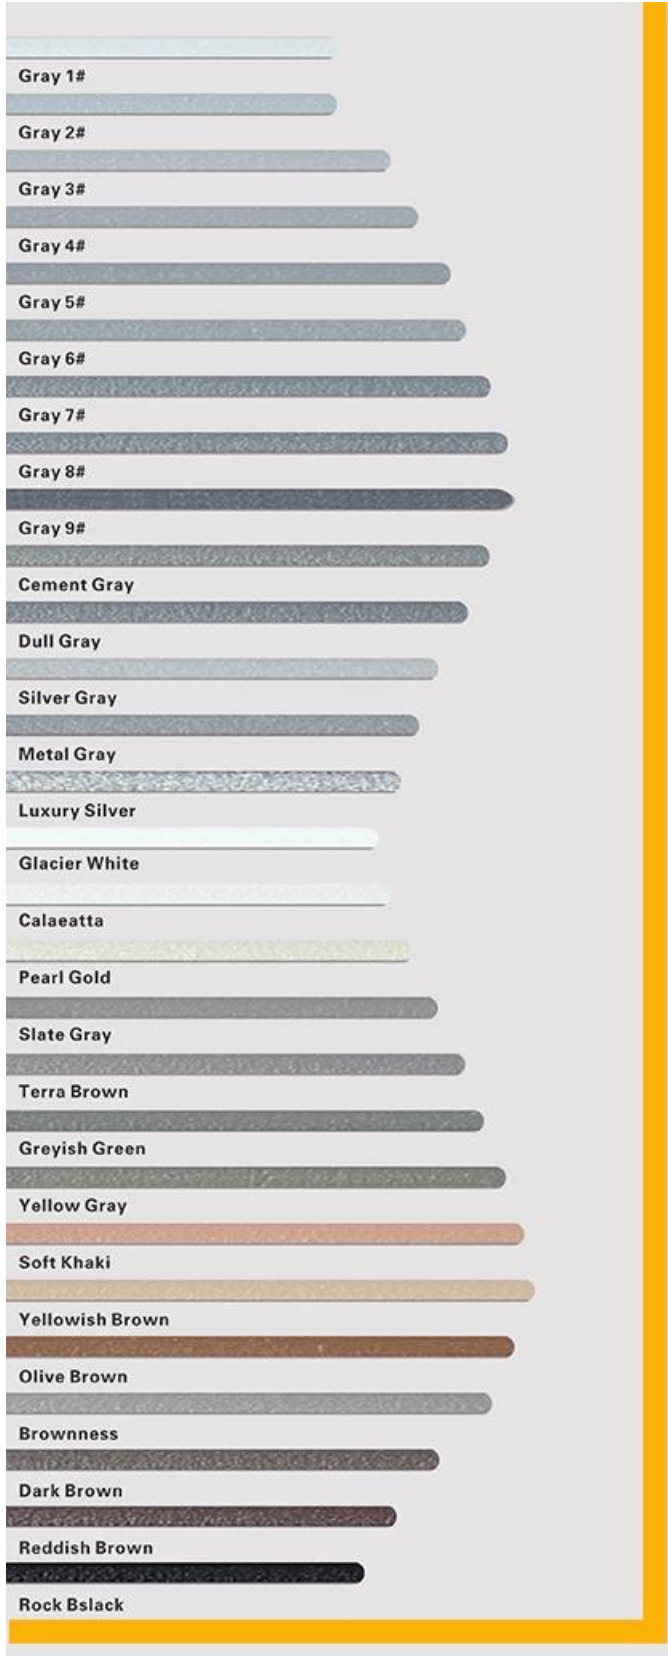 Gray 1#
Gray 2#
Gray 3#
Gray 4#
Gray 5#
Gray 6#
Gray 7#
Gray 8#
Gray 9#
Cement Gray
Dull Gray
Silver Gray
Metal Gray
Luxury Silver
Glacier White
Calaeatta
Pearl Gold
Slate Gray
Terra Brown
Greyish Green
Yellow Gray
Soft Khaki
Yellowish Brown
Olive Brown
Brownness
Dark Brown
Reddish Brown
Rock Bslack